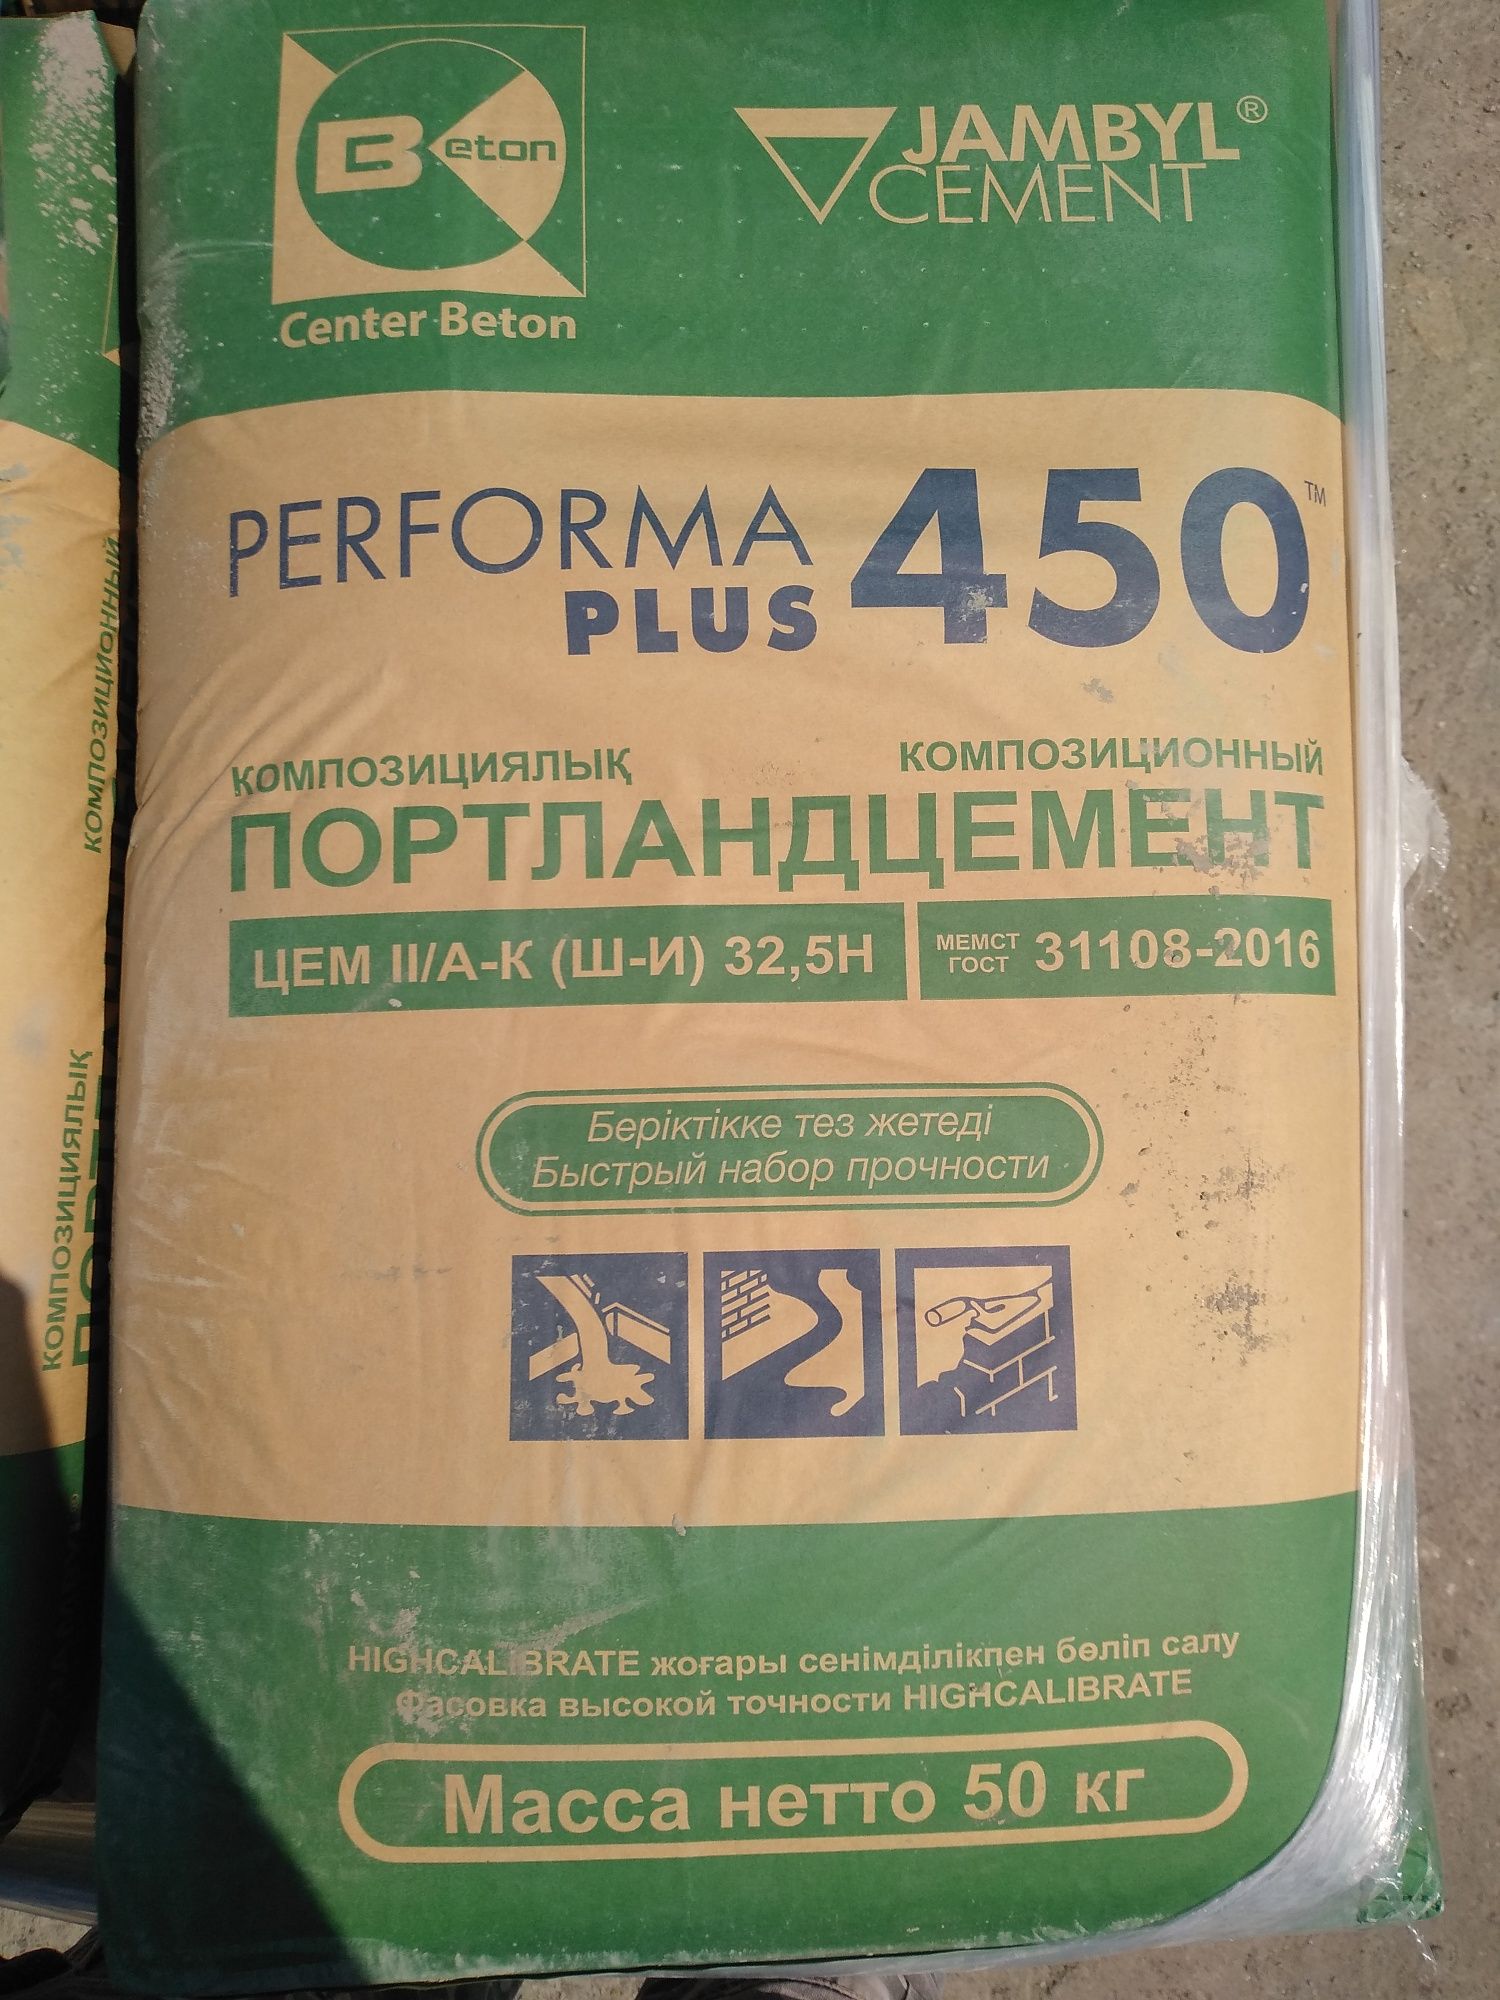 Beton
Center Beton
JAMBYL®
CEMENT
PERFORMA
PLUS
450™
КОМПОЗИЦИЯЛЫҚ
КОМПОЗИЦИОННЫЙ
ПОРТЛАНДЦЕМЕНТ
ЦЕМ II/А-К (Ш-И) 32,5Н
МЕМСТ
ГОСТ
31108-2016
Беріктікке тез жетеді
Быстрый набор прочности
HIGHCALIBRATE жоғары сенімділікпен бөліп салу
Фасовка высокой точности HIGHCALIBRATE
Масса нетто 50 кг
КОМПОЗИЦИОННЫЙ
КОМПОЗИЦИЯЛЫҚ